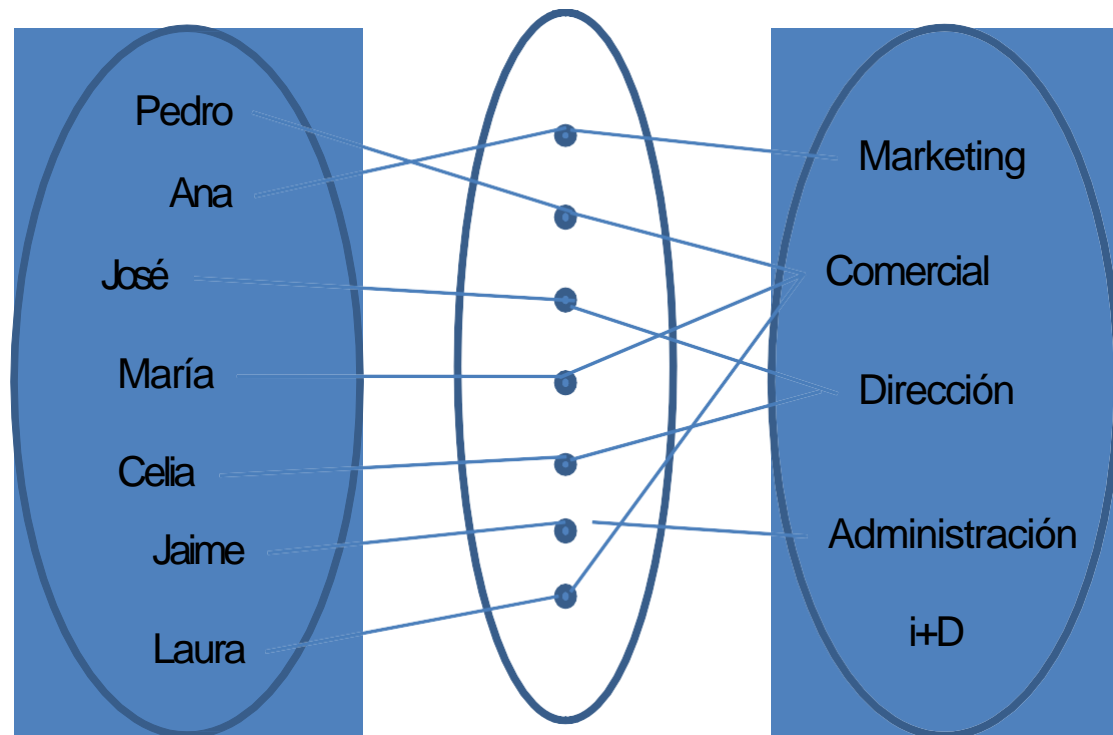 Pedro
Ana
José
María
Celia
Jaime
Laura
Marketing
Comercial
Dirección
Administración
i+D